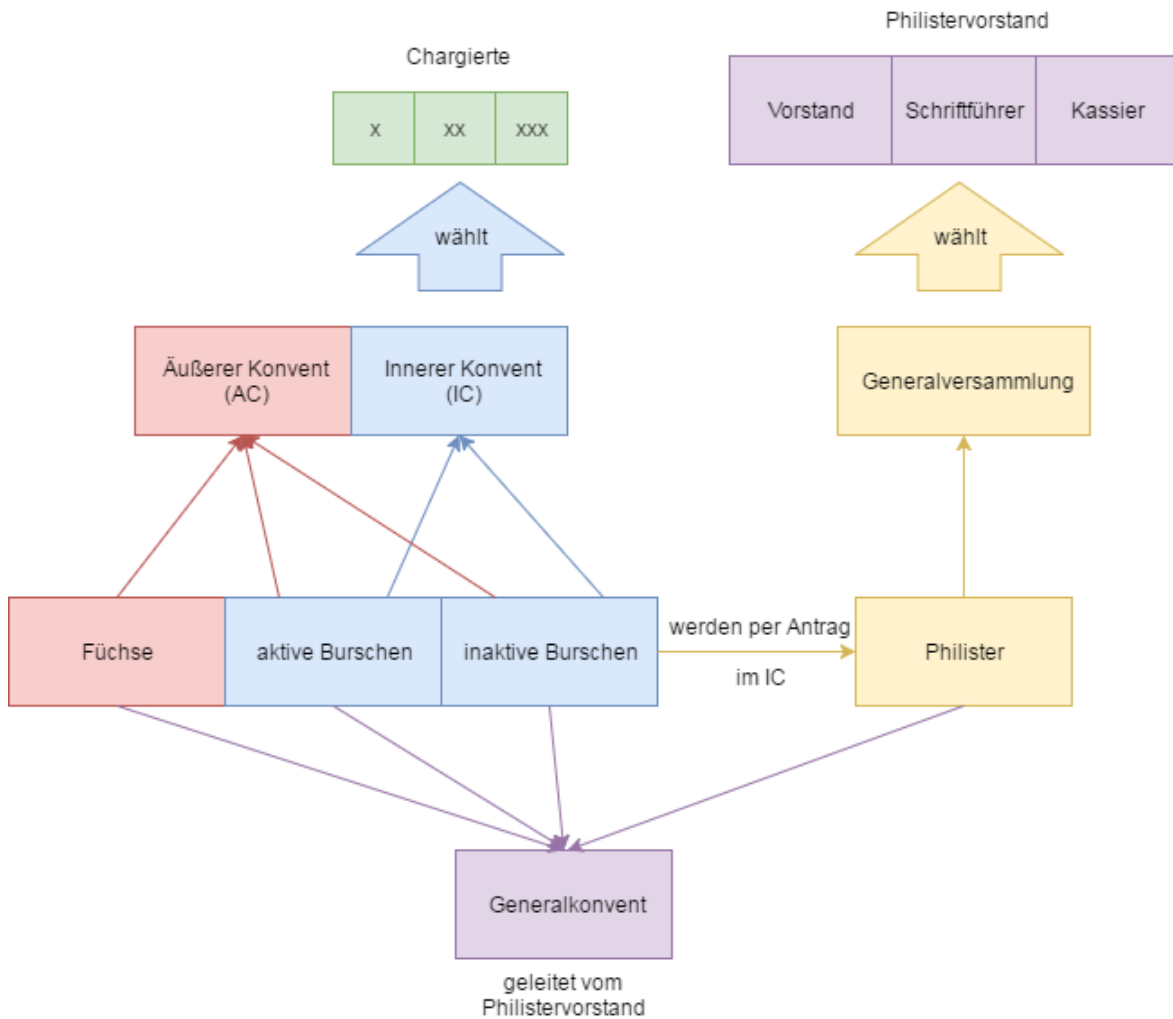 Philistervorstand
Chargierte
Vorstand
Schriftführer
Kassier
x
xx
xxx
wählt
wählt
Äußerer Konvent
(AC)
Innerer Konvent
(IC)
Generalversammlung
Füchse
aktive Burschen
inaktive Burschen
werden per Antrag
im IC
Philister
Generalkonvent
geleitet vom
Philistervorstand